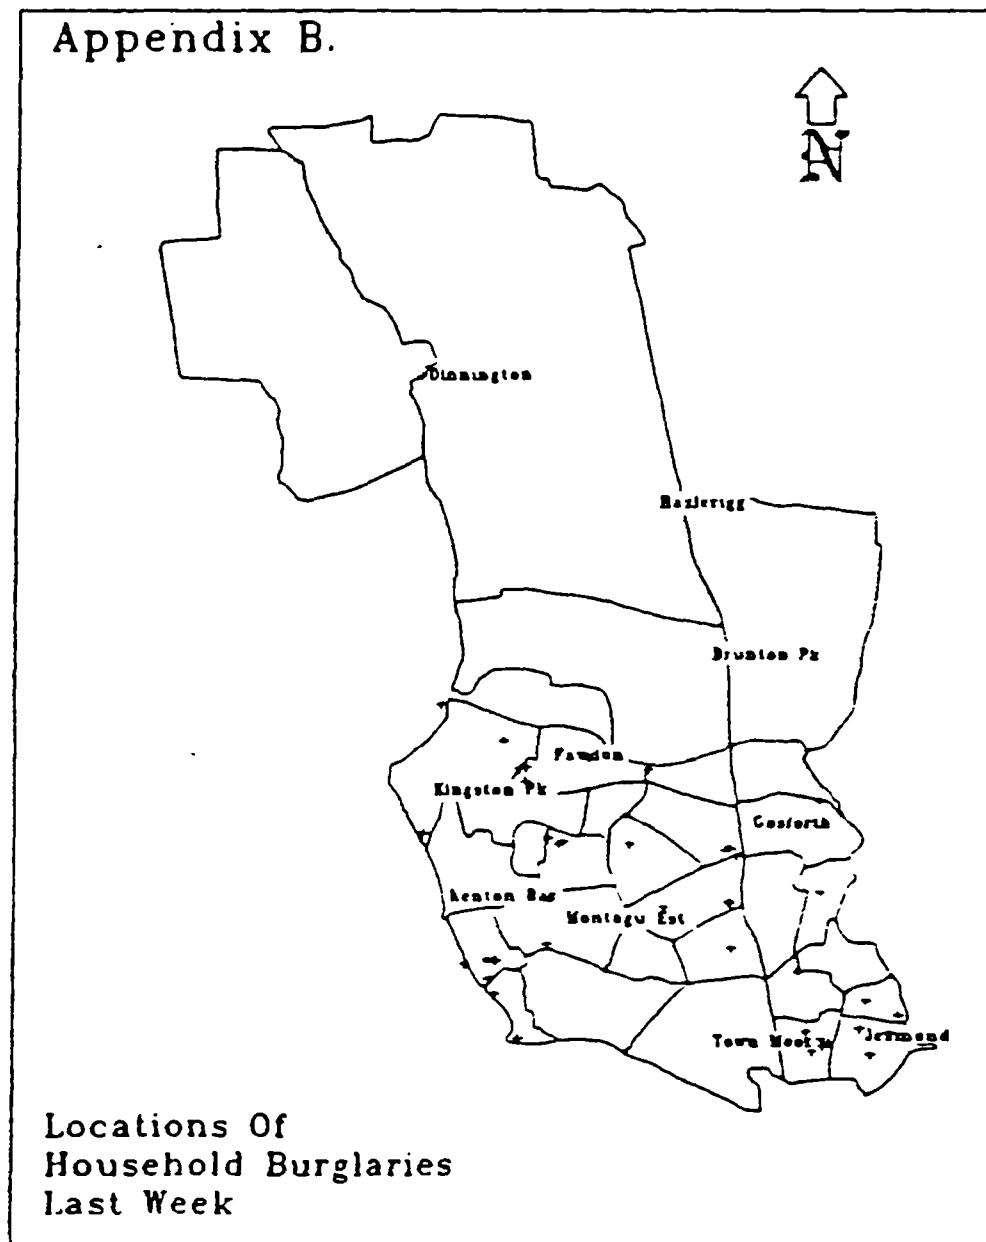 Appendix B.
N
Dinnington
Hazlerigg
Brunton Pk
Fawdon
Kingston Pk
Gosforth
Kenton Bar
Montagu Est
Town Moor
Jesmond
Locations Of
Household Burglaries
Last Week